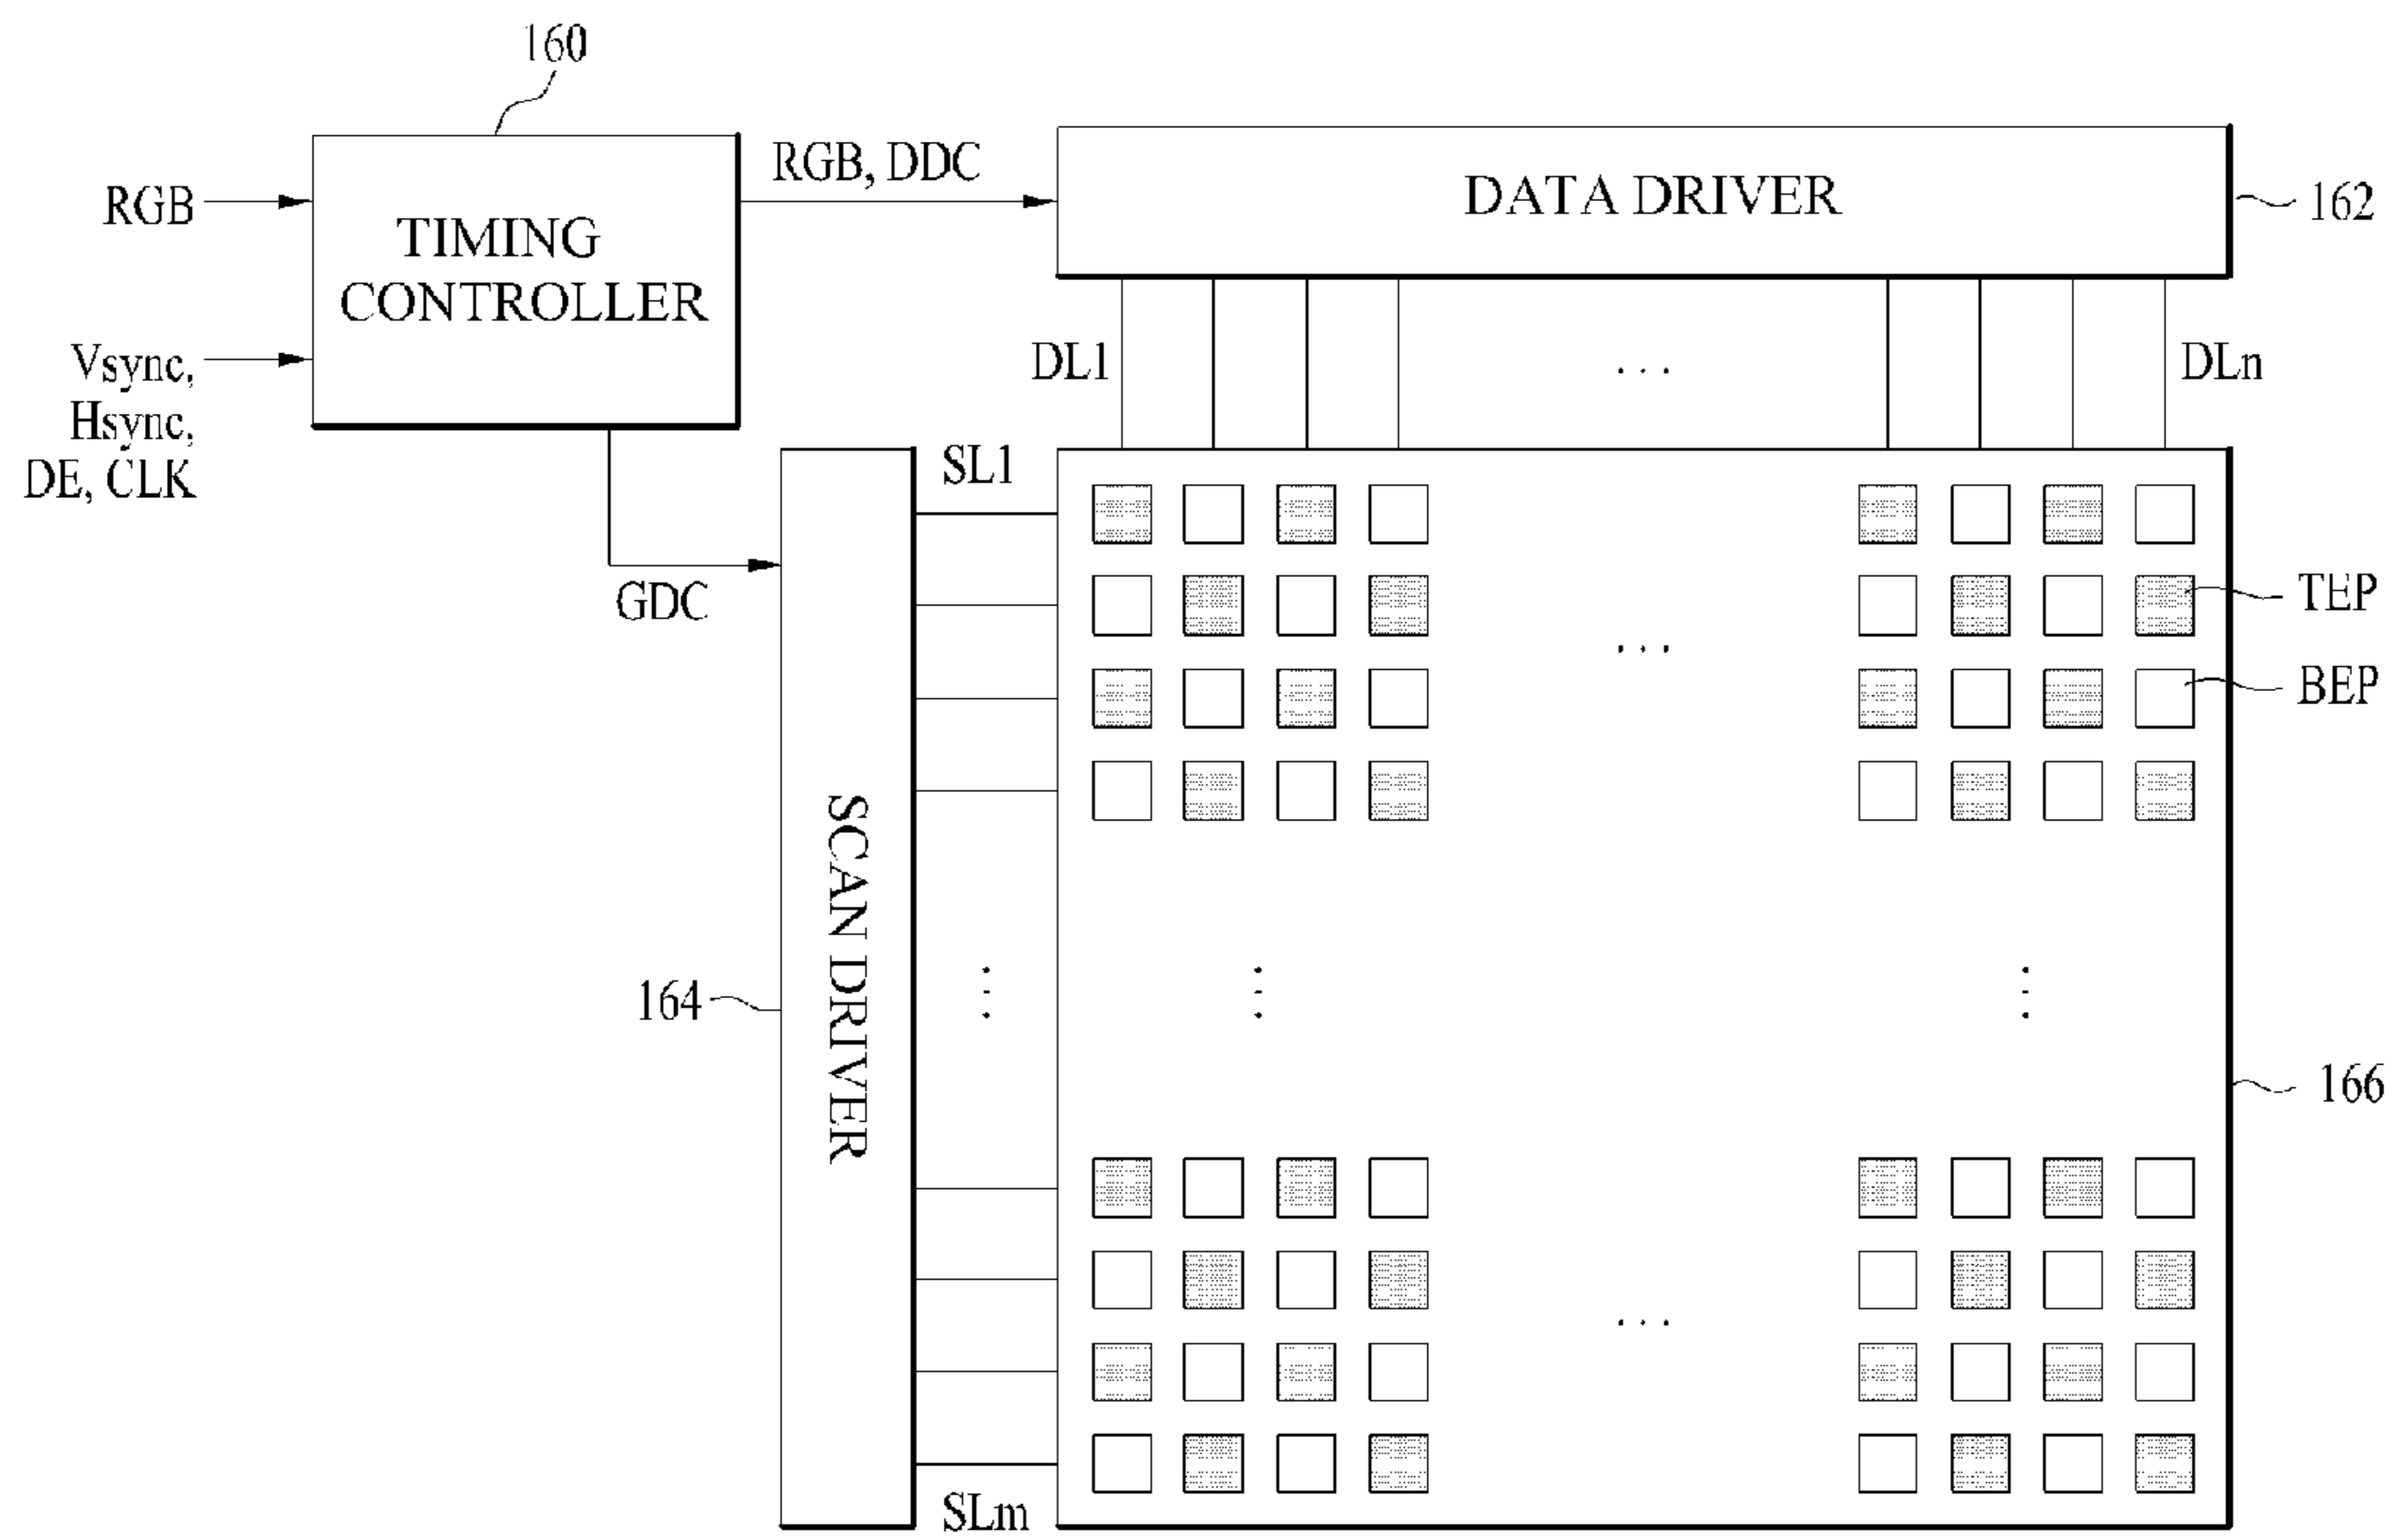 160
RGB
TIMING
CONTROLLER
Vsync,
Hsync,
DE, CLK
RGB, DDC
DATA DRIVER
162
DL1
...
DLn
GDC
SCAN DRIVER
164
SL1
...
SLm
...
TEP
BEP
...
...
166
...